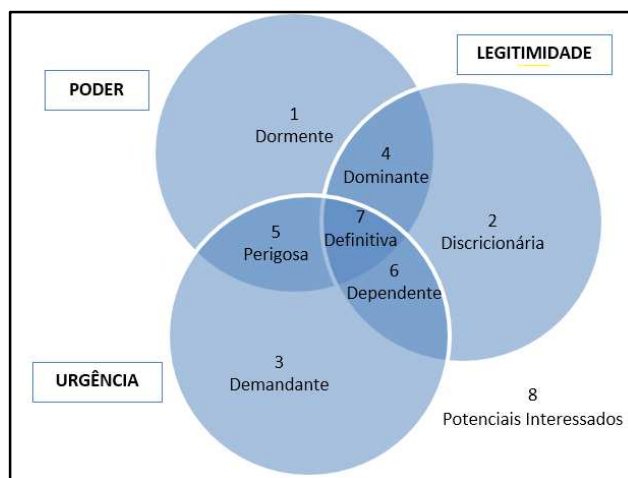 LEGITIMIDADE
PODER
1
Dormente
4
Dominante
2
Discricionária
7
Definitiva
5
Perigosa
6
Dependente
3
Demandante
URGÊNCIA
8
Potenciais Interessados